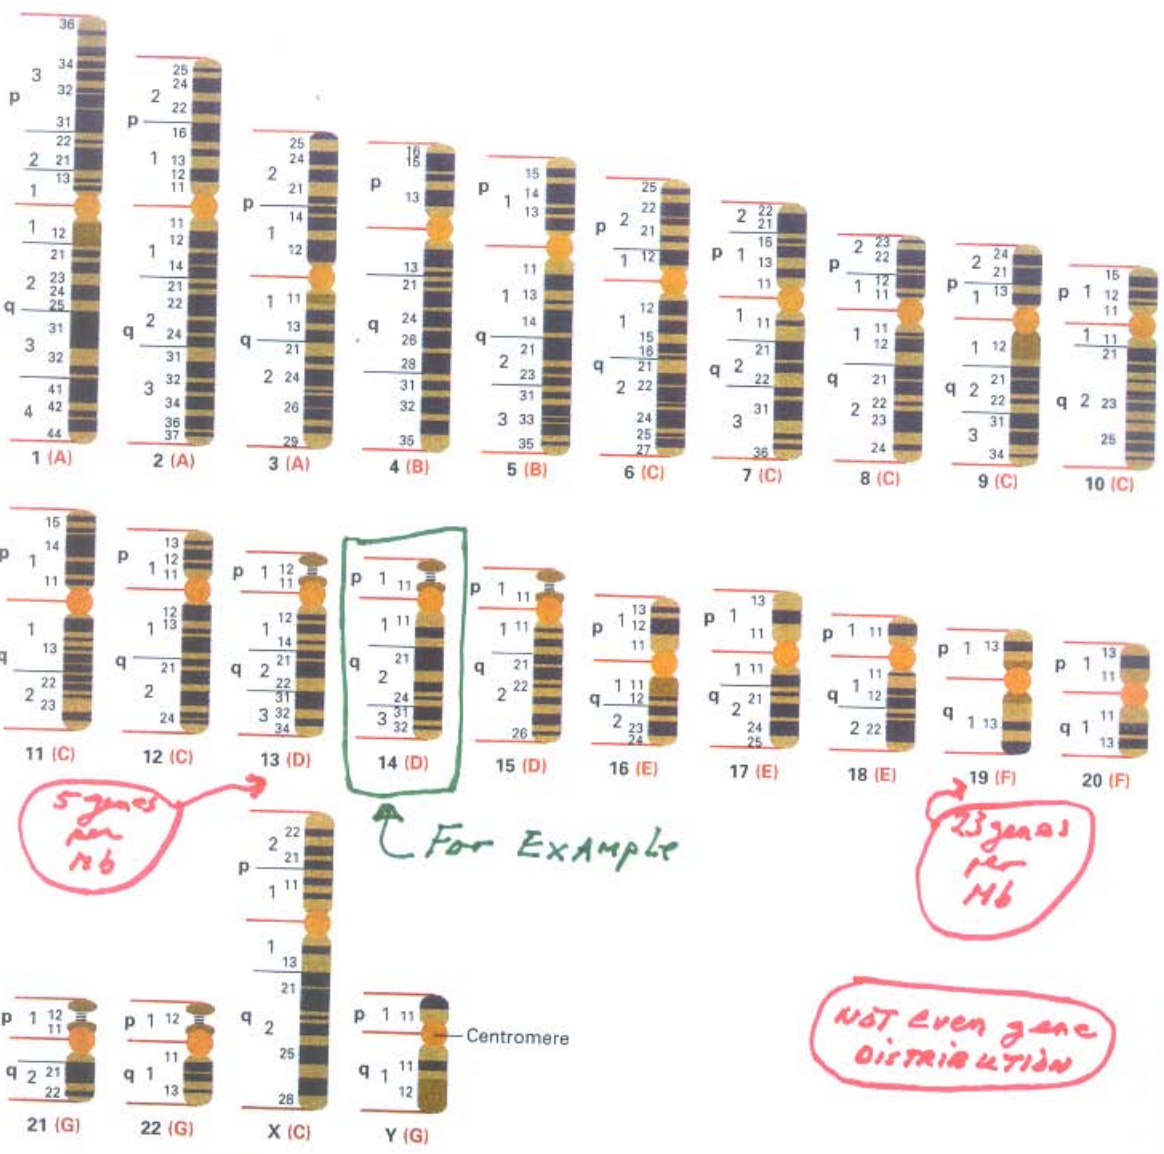 36
34
3
32
p
31
22
2 21
13
1
1 12
21
2 23
24
q 25
31
3
32
41
4 42
44
1 (A)
25
2 24
22
p
16
1 13
12
11
11
1 12
14
21
22
q 2
24
31
3 32
34
36
37
2 (A)
25
2 24
21
p
14
1
12
1 11
13
q
21
2 24
26
29
3 (A)
16
15
p
13
13
21
q 24
26
28
31
32
35
4 (B)
15
p 1 14
13
11
1 13
14
q
21
2
23
31
3 33
35
5 (B)
25
22
p 2
21
1 12
12
1
15
16
q 21
2 22
24
25
27
6 (C)
2 22
21
16
p 1 13
11
1 11
21
q 2
22
31
3
36
7 (C)
2 23
22
p
1 12
11
1 11
12
q 21
2 22
23
24
8 (C)
24
2
21
p
1 13
1 12
21
q 2
22
31
3
34
9 (C)
15
p 1 12
11
1 11
21
q 2 23
25
10 (C)
15
p 14
1
11
1
13
q
22
2 23
11 (C)
13
p 1 12
11
12
1 13
q
21
2
24
12 (C)
p 1 12
11
12
1
14
q 21
2
22
31
3 32
34
13 (D)
p 1 11
1 11
q 21
2
24
31
3 32
14 (D)
p 1
11
1 11
q 21
2 22
26
15 (D)
13
p 1 12
11
1 11
q 12
2 23
24
16 (E)
13
p 1
11
1 11
q 21
2
24
25
17 (E)
p 1 11
11
1
q 12
2 22
18 (E)
p 1 13
q
1 13
19 (F)
13
p 1
11
11
q 1
13
20 (F)
5 genes
per
Mb
For Example
23 genes
per
Mb
p 1 12
11
q 2 21
22
21 (G)
p 1 12
11
q 1
13
22 (G)
22
2
21
p
1 11
1
13
21
q
2
25
28
X (C)
p 1 11
Centromere
11
q 1
12
Y (G)
Not even gene
Distribution